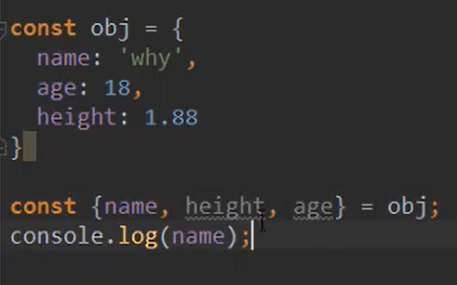 const obj = {
  name: 'why',
  age: 18,
  height: 1.88
}

const {name, height, age} = obj;
console.log(name);